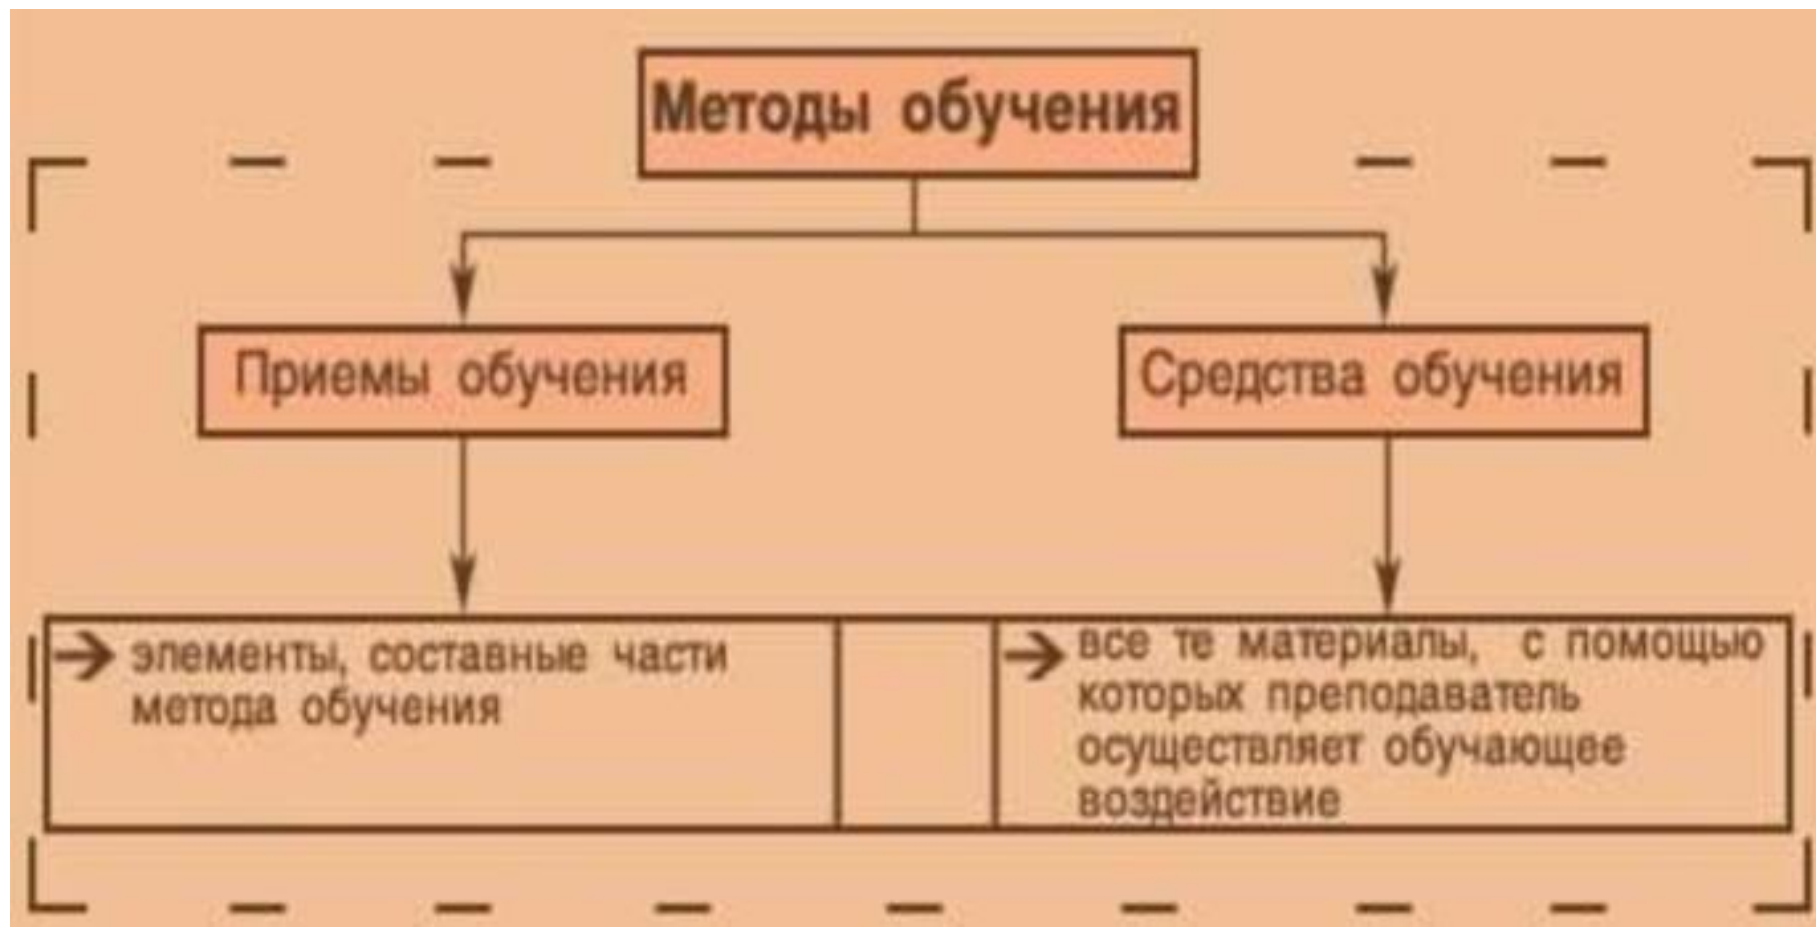 Методы обучения
Приемы обучения
Средства обучения
→ элементы, составные части
метода обучения
→ все те материалы, с помощью
которых преподаватель
осуществляет обучающее
воздействие